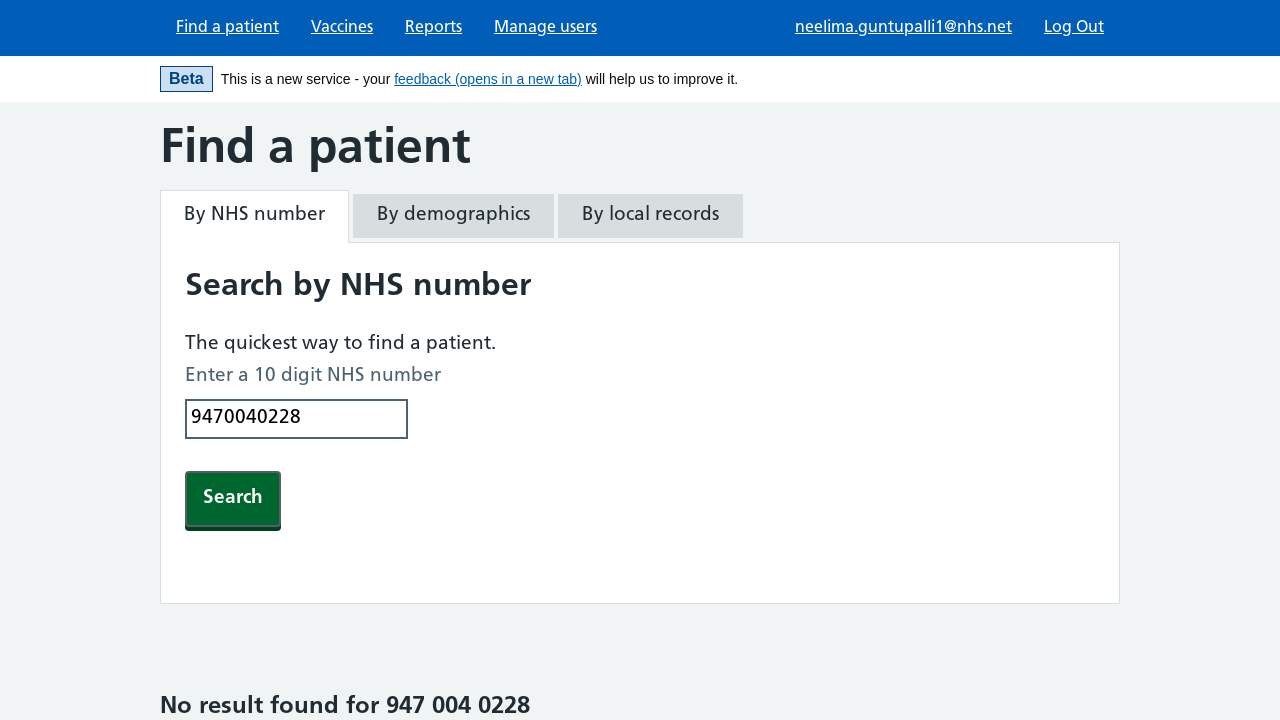 Find a patient Vaccines Reports Manage users neelima.guntupalli1@nhs.net Log Out
Beta This is a new service - your feedback (opens in a new tab) will help us to improve it.
Find a patient
By NHS number By demographics By local records
Search by NHS number
The quickest way to find a patient.
Enter a 10 digit NHS number
9470040228
Search
No result found for 947 004 0228